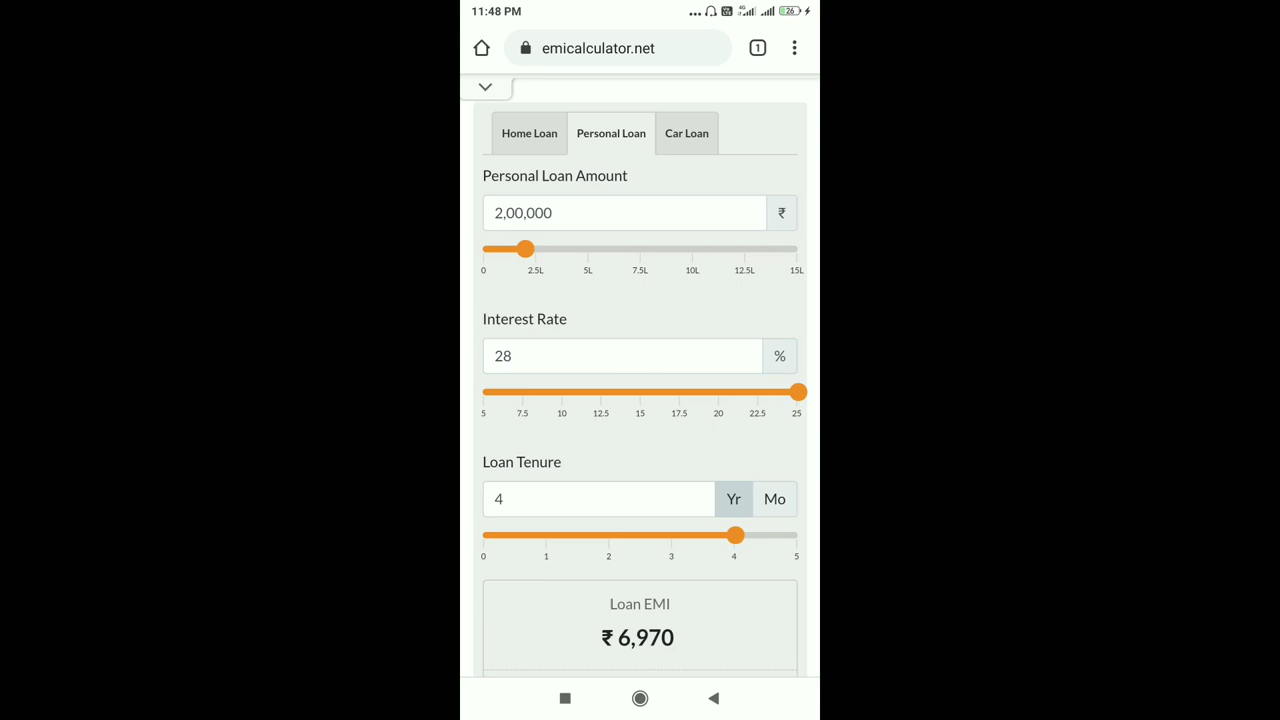 11:48 PM 4G 26
emicalculator.net 1
Home Loan Personal Loan Car Loan
Personal Loan Amount
2,00,000 ₹
0 2.5L 5L 7.5L 10L 12.5L 15L
Interest Rate
28 %
5 7.5 10 12.5 15 17.5 20 22.5 25
Loan Tenure
4 Yr Mo
0 1 2 3 4 5
Loan EMI
₹ 6,970